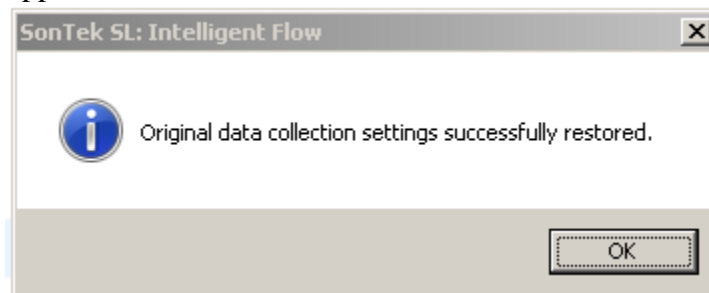 SonTek SL: Intelligent Flow
Original data collection settings successfully restored.
OK